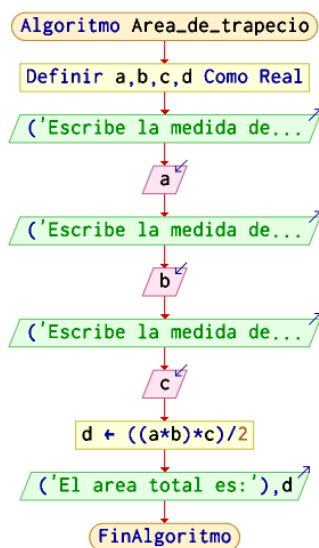 Algoritmo Area_de_trapecio
Definir a,b,c,d Como Real
('Escribe la medida de...
a
('Escribe la medida de...
b
('Escribe la medida de...
c
d ← ((a*b)*c)/2
('El area total es:'),d
FinAlgoritmo